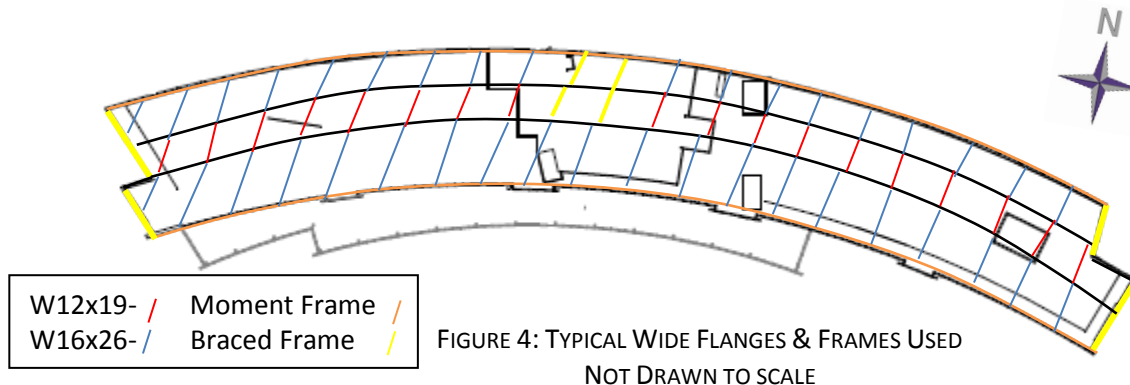 N
W12x19- / Moment Frame /
W16x26- / Braced Frame /
FIGURE 4: TYPICAL WIDE FLANGES & FRAMES USED
NOT DRAWN TO SCALE